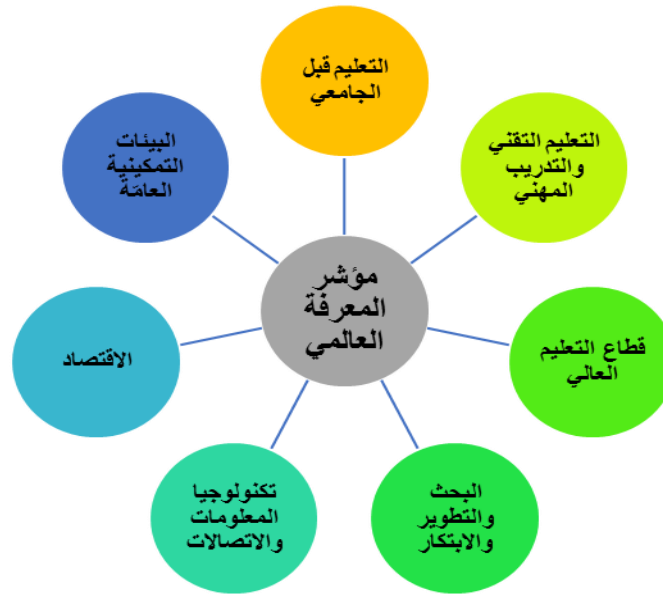 التعليم قبل
الجامعي
التعليم التقني
والتدريب
المهني
قطاع التعليم
العالي
البحث
والتطوير
والابتكار
تكنولوجيا
المعلومات
والاتصالات
الاقتصاد
البيئات
التمكينية
العامّة
مؤشر
المعرفة
العالمي